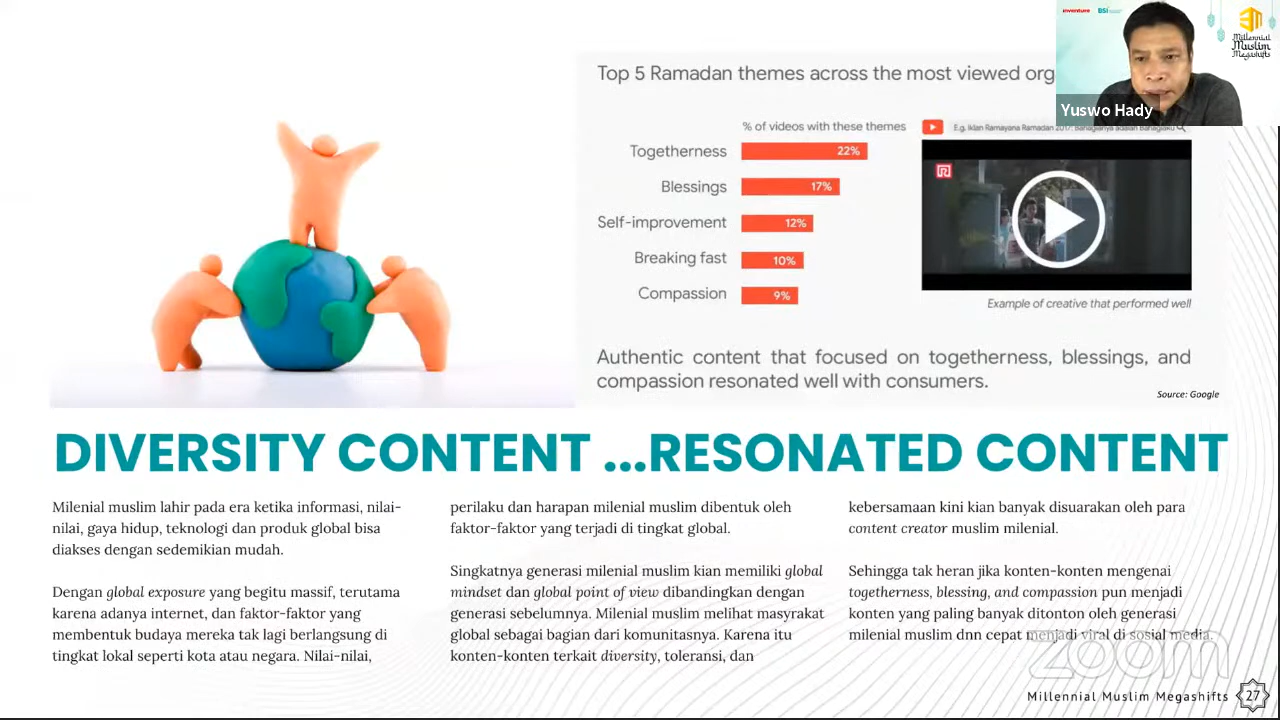 inventure
BSI
Millennial
Muslim
Megashifts
Yuswo Hady
Top 5 Ramadan themes across the most viewed org
% of videos with these themes
E.g. Iklan Ramayana Ramadan 2017: Bahagianya adalah Bahagiaku
Togetherness 22%
Blessings 17%
Self-improvement 12%
Breaking fast 10%
Compassion 9%
Example of creative that performed well
Authentic content that focused on togetherness, blessings, and
compassion resonated well with consumers.
Source: Google
DIVERSITY CONTENT ...RESONATED CONTENT
Milenial muslim lahir pada era ketika informasi, nilai-
nilai, gaya hidup, teknologi dan produk global bisa
diakses dengan sedemikian mudah.
Dengan global exposure yang begitu massif, terutama
karena adanya internet, dan faktor-faktor yang
membentuk budaya mereka tak lagi berlangsung di
tingkat lokal seperti kota atau negara. Nilai-nilai,
perilaku dan harapan milenial muslim dibentuk oleh
faktor-faktor yang terjadi di tingkat global.
Singkatnya generasi milenial muslim kian memiliki global
mindset dan global point of view dibandingkan dengan
generasi sebelumnya. Milenial muslim melihat masyrakat
global sebagai bagian dari komunitasnya. Karena itu
konten-konten terkait diversity, toleransi, dan
kebersamaan kini kian banyak disuarakan oleh para
content creator muslim milenial.
Sehingga tak heran jika konten-konten mengenai
togetherness, blessing, and compassion pun menjadi
konten yang paling banyak ditonton oleh generasi
milenial muslim dnn cepat menjadi viral di sosial media.
zoom
Millennial Muslim Megashifts 27